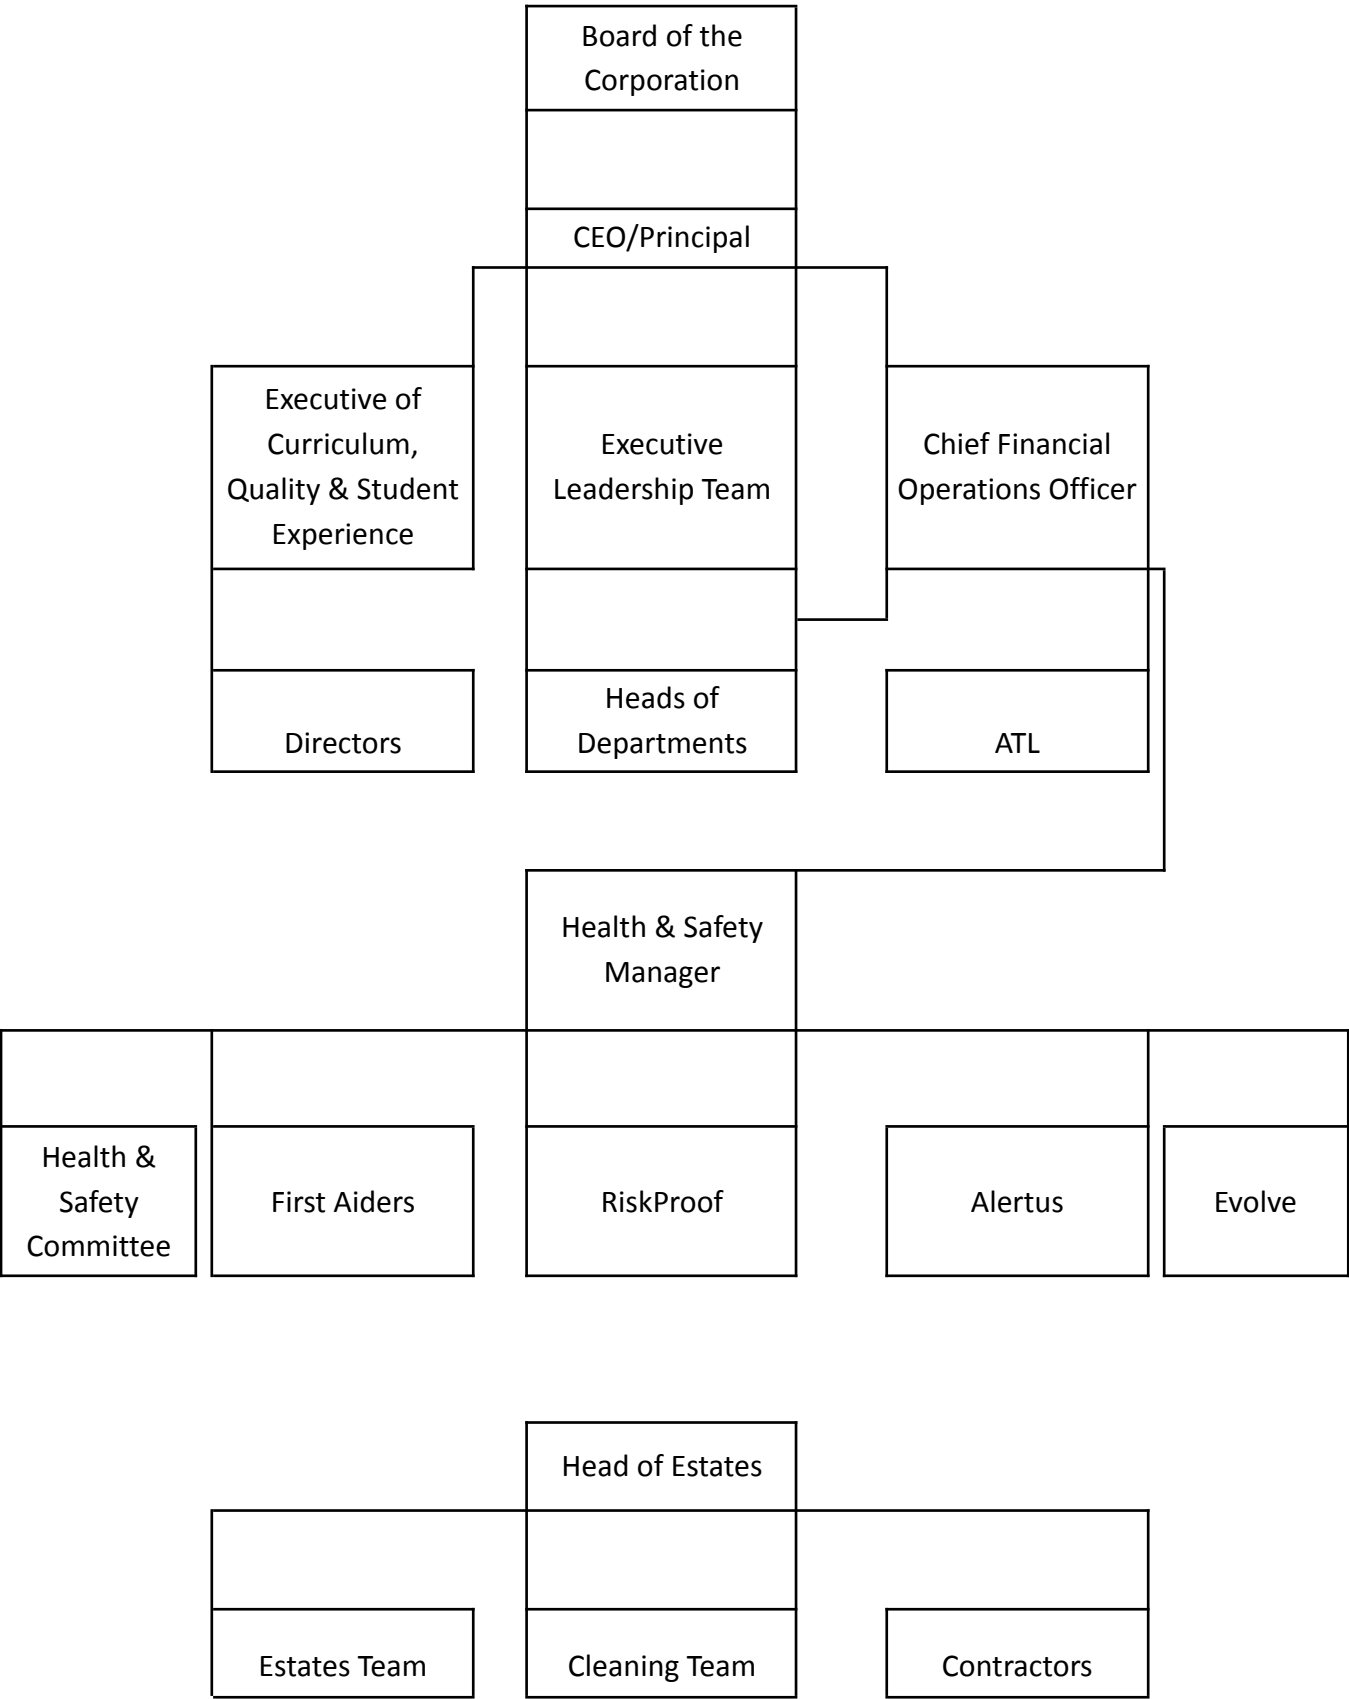 Board of the
Corporation
CEO/Principal
Executive of
Curriculum,
Quality & Student
Experience
Executive
Leadership Team
Chief Financial
Operations Officer
Directors
Heads of
Departments
ATL
Health & Safety
Manager
Health &
Safety
Committee
First Aiders
RiskProof
Alertus
Evolve
Head of Estates
Estates Team
Cleaning Team
Contractors